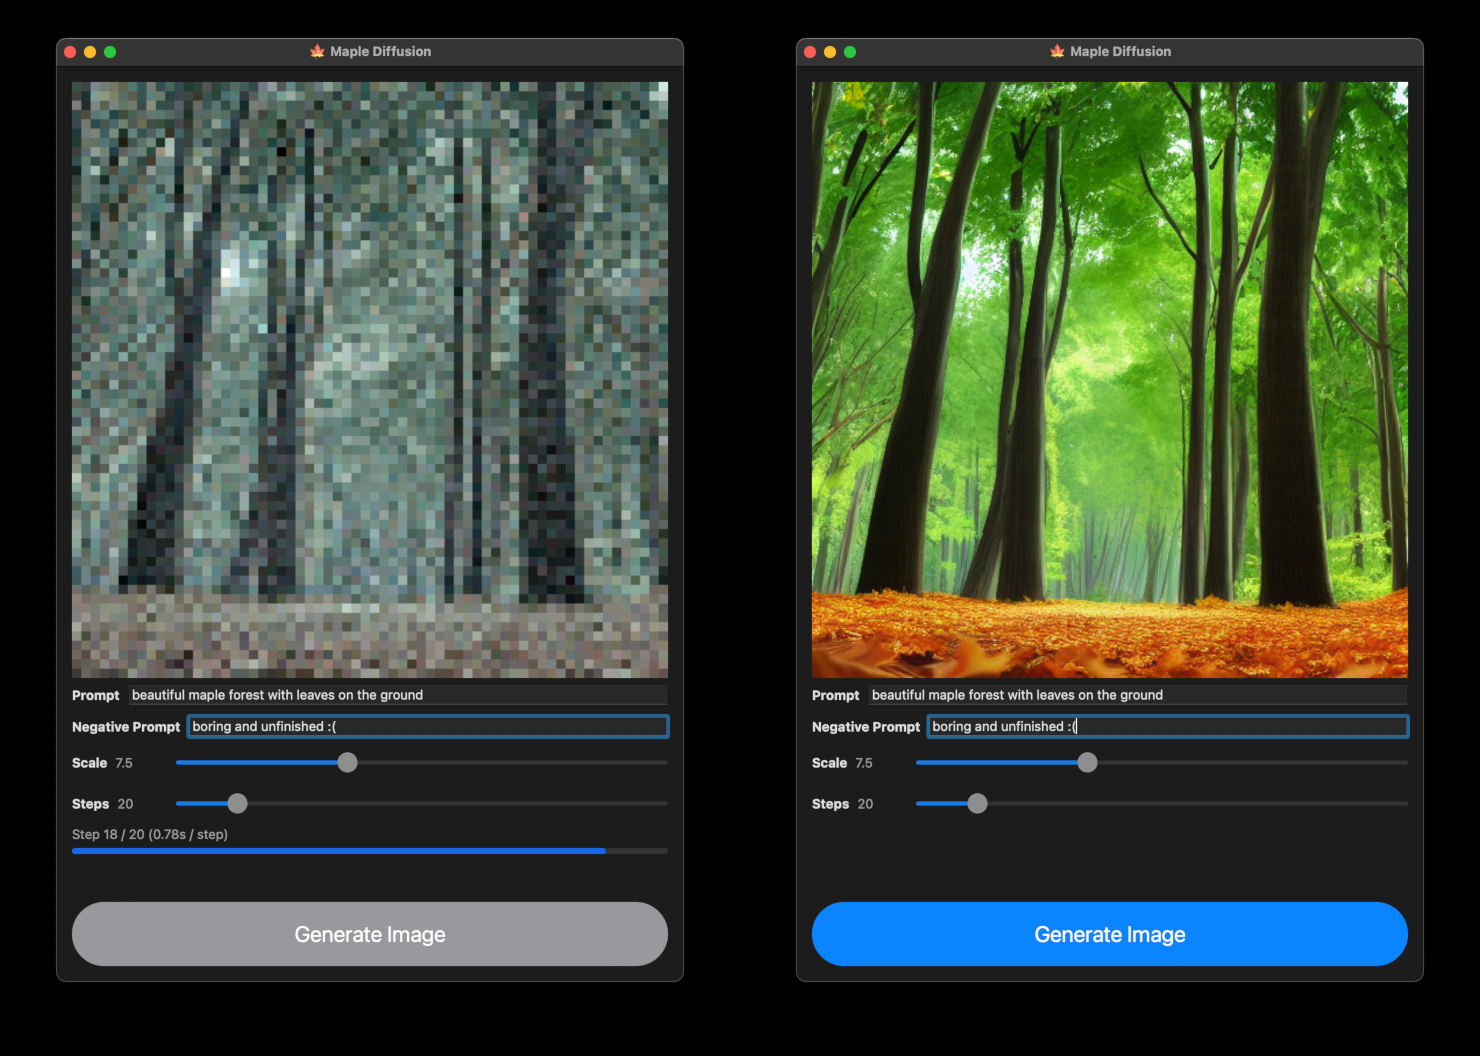 🍁 Maple Diffusion
Prompt beautiful maple forest with leaves on the ground
Negative Prompt boring and unfinished :(
Scale 7.5
Steps 20
Step 18 / 20 (0.78s / step)
Generate Image
🍁 Maple Diffusion
Prompt beautiful maple forest with leaves on the ground
Negative Prompt boring and unfinished :(
Scale 7.5
Steps 20
Generate Image